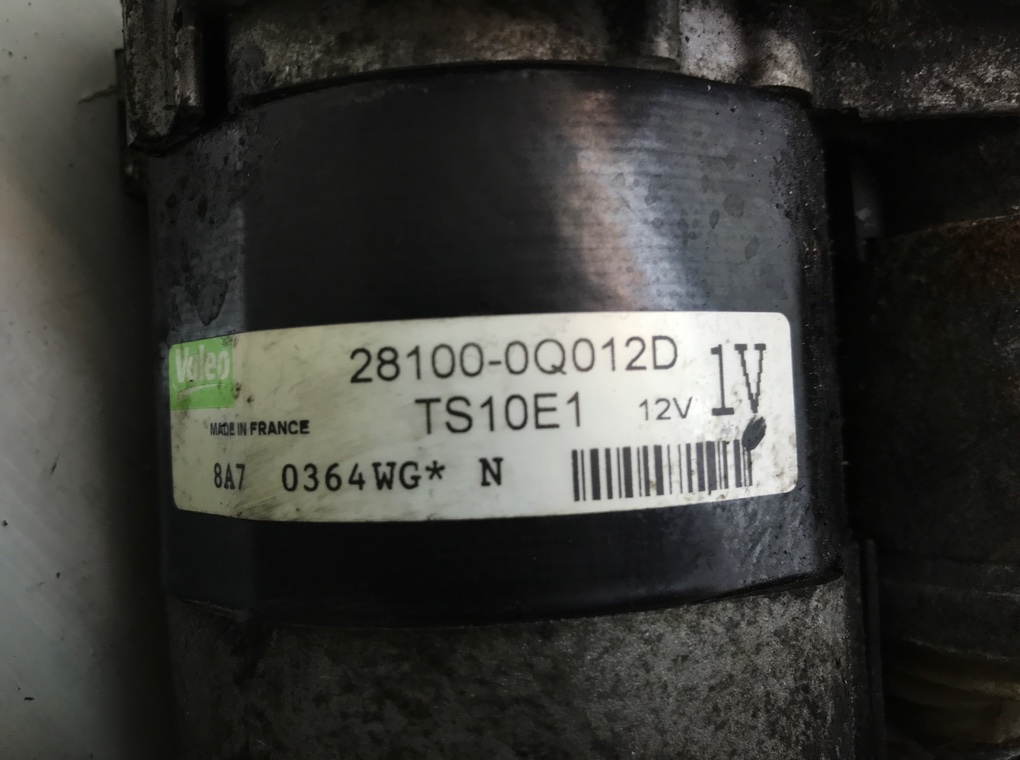 Valeo
28100-0Q012D
1V
TS10E1 12V
MADE IN FRANCE
8A7 0364WG* N